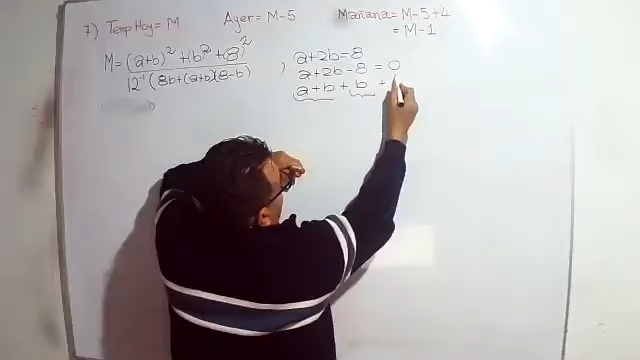 7) Temp Hoy = M   Ayer = M-5   Mañana = M-5+4
= M-1
M = (a+b)² + (b)² + (8)²
12⁻¹ (8b+(a+b)(8-b)
) a+2b=8
a+2b-8 = 0
a+b + b +